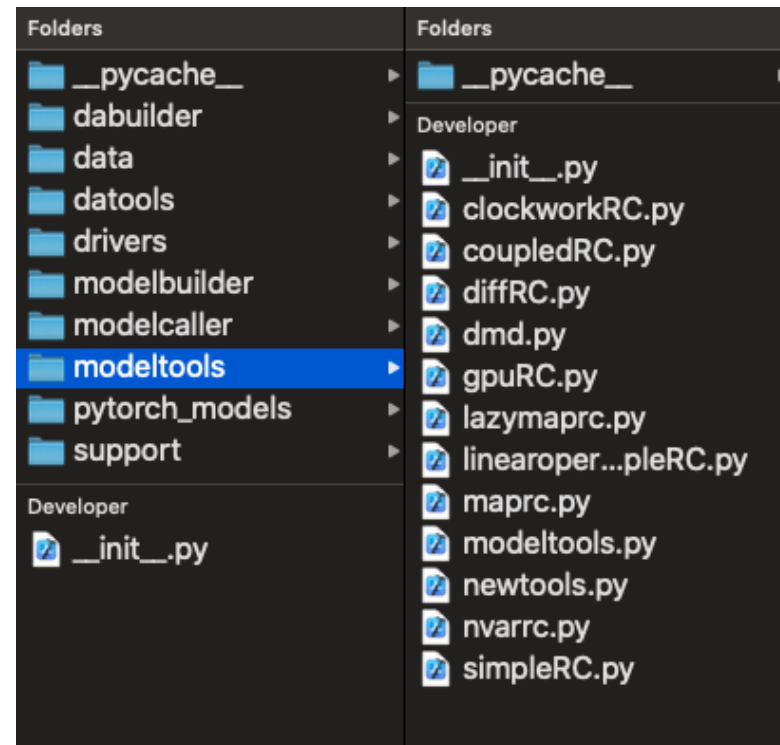 Folders
__pycache__
dabuilder
data
datools
drivers
modelbuilder
modelcaller
modeltools
pytorch_models
support
Developer
__init__.py
Folders
__pycache__
Developer
__init__.py
clockworkRC.py
coupledRC.py
diffRC.py
dmd.py
gpuRC.py
lazymaprc.py
linearoper...pleRC.py
maprc.py
modeltools.py
newtools.py
nvarrc.py
simpleRC.py